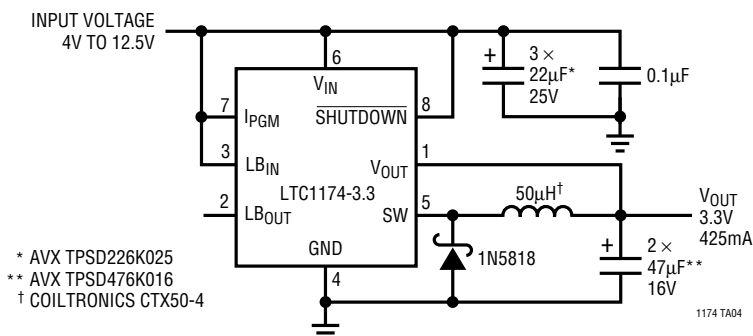 INPUT VOLTAGE
4V TO 12.5V
6
V_IN
7
I_PGM
SHUTDOWN
8
3
LB_IN
V_OUT
1
LTC1174-3.3
2
LB_OUT
SW
5
GND
4
3 ×
22µF*
25V
0.1µF
50µH†
1N5818
V_OUT
3.3V
425mA
2 ×
47µF**
16V
+
+
* AVX TPSD226K025
** AVX TPSD476K016
† COILTRONICS CTX50-4
1174 TA04